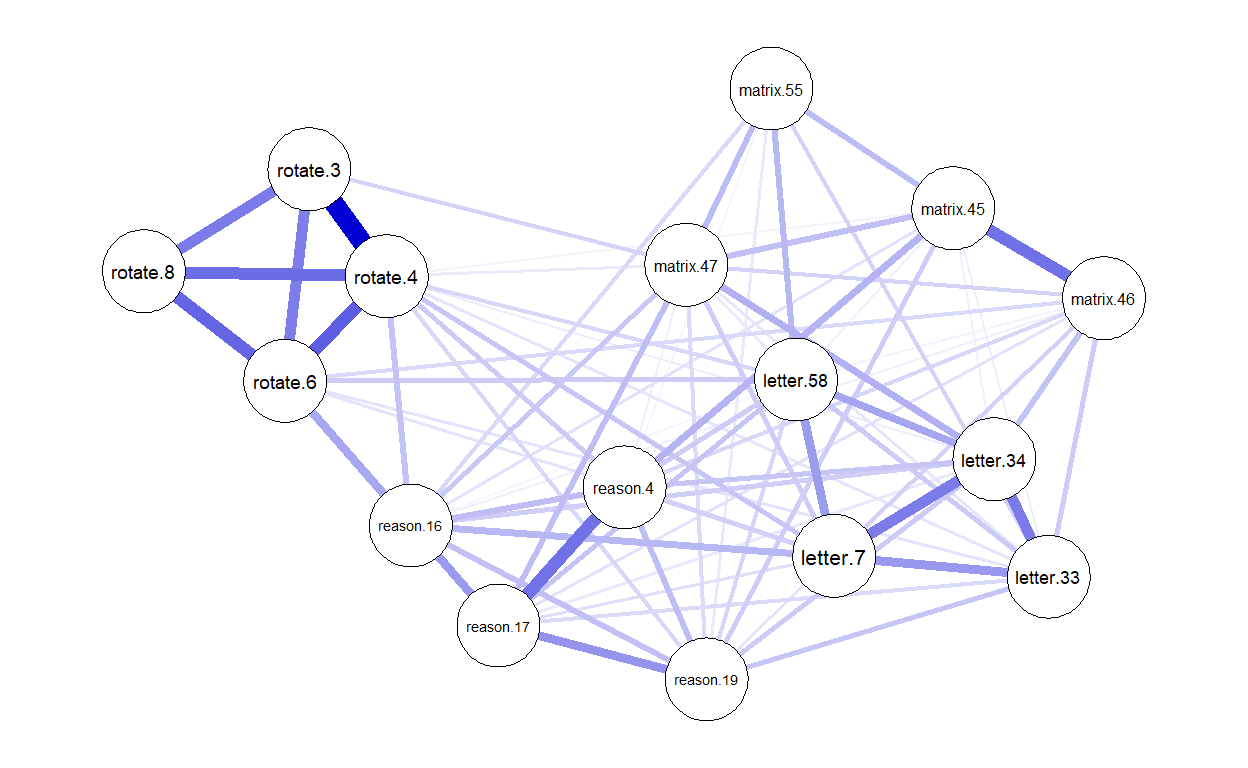 matrix.55
rotate.3
matrix.45
matrix.47
rotate.8
rotate.4
matrix.46
rotate.6
letter.58
letter.34
reason.4
reason.16
letter.7
letter.33
reason.17
reason.19